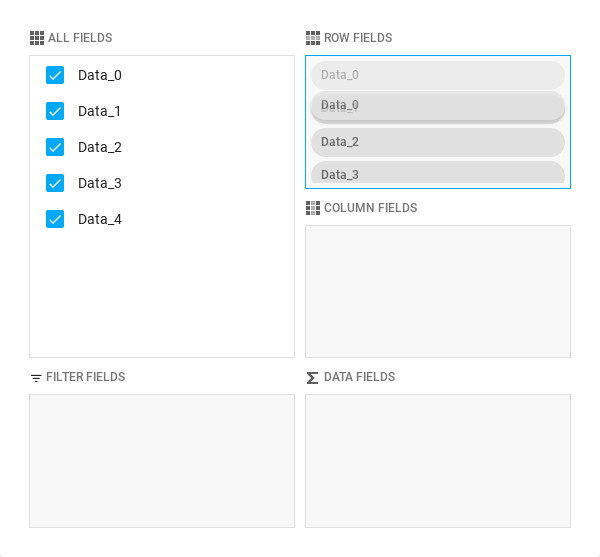 ALL FIELDS
Data_0
Data_1
Data_2
Data_3
Data_4
ROW FIELDS
Data_0
Data_0
Data_2
Data_3
COLUMN FIELDS
FILTER FIELDS
DATA FIELDS